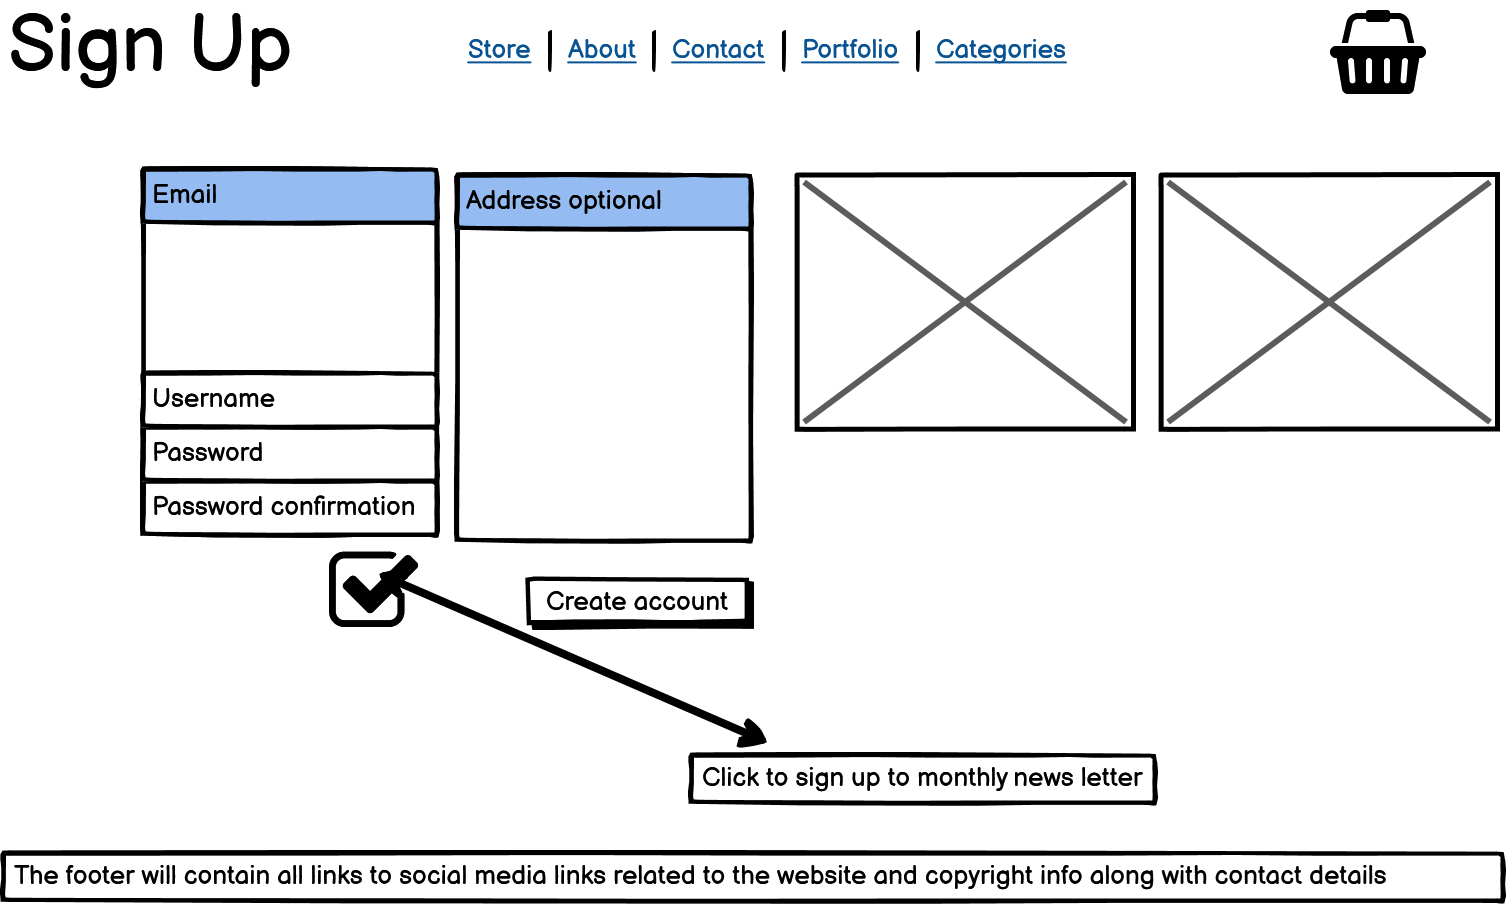 Sign Up
Store | About | Contact | Portfolio | Categories
Email
Address optional
Username
Password
Password confirmation
Create account
Click to sign up to monthly news letter
The footer will contain all links to social media links related to the website and copyright info along with contact details